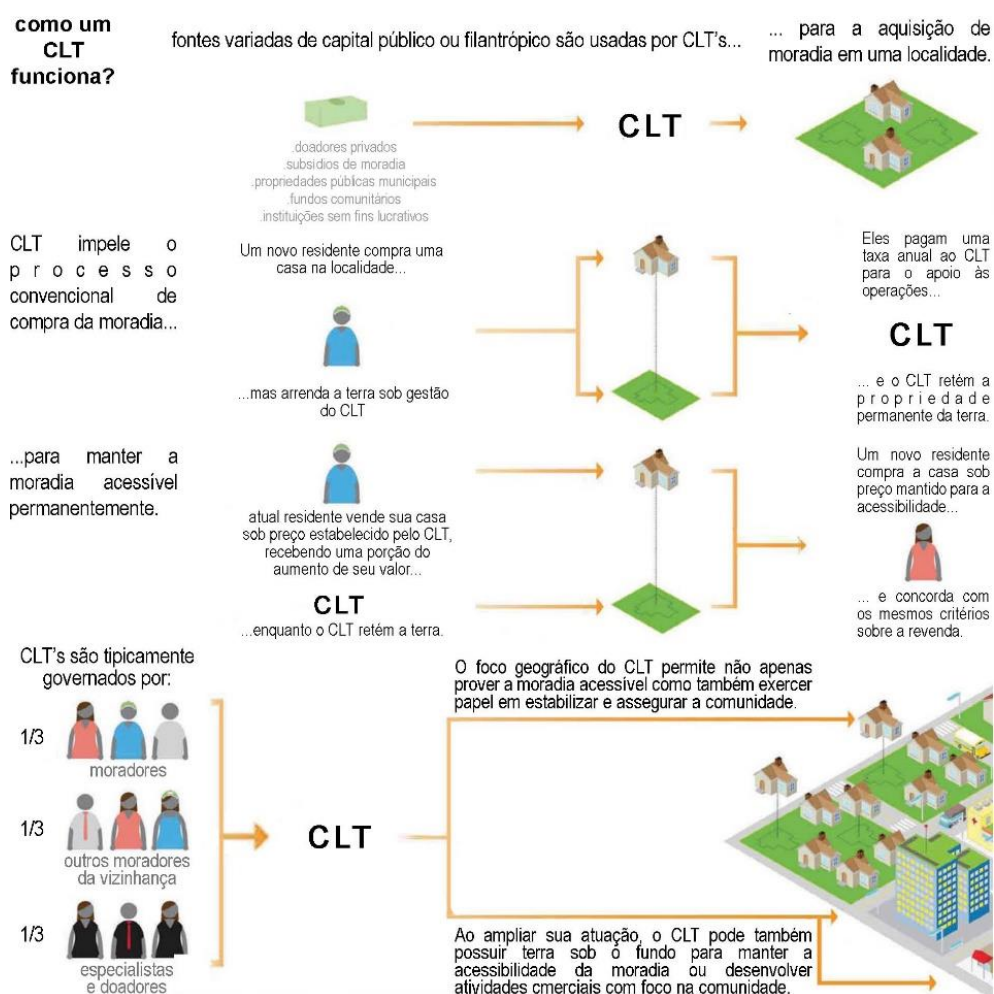 como um
CLT
funciona?
fontes variadas de capital público ou filantrópico são usadas por CLT's...
... para a aquisição de
moradia em uma localidade.
CLT
.doadores privados
.subsídios de moradia
.propriedades públicas municipais
.fundos comunitários
.instituições sem fins lucrativos
CLT impele o
processo
convencional de
compra da moradia...
Um novo residente compra uma
casa na localidade...
...mas arrenda a terra sob gestão
do CLT
Eles pagam uma
taxa anual ao CLT
para o apoio às
operações...
CLT
... e o CLT retém a
propriedade
permanente da terra.
...para manter a
moradia acessível
permanentemente.
atual residente vende sua casa
sob preço estabelecido pelo CLT,
recebendo uma porção do
aumento de seu valor...
CLT
...enquanto o CLT retém a terra.
Um novo residente
compra a casa sob
preço mantido para a
acessibilidade...
... e concorda com
os mesmos critérios
sobre a revenda.
CLT's são tipicamente
governados por:
1/3
moradores
1/3
outros moradores
da vizinhança
1/3
especialistas
e doadores
CLT
O foco geográfico do CLT permite não apenas
prover a moradia acessível como também exercer
papel em estabilizar e assegurar a comunidade.
Ao ampliar sua atuação, o CLT pode também
possuir terra sob o fundo para manter a
acessibilidade da moradia ou desenvolver
atividades cmerciais com foco na comunidade.